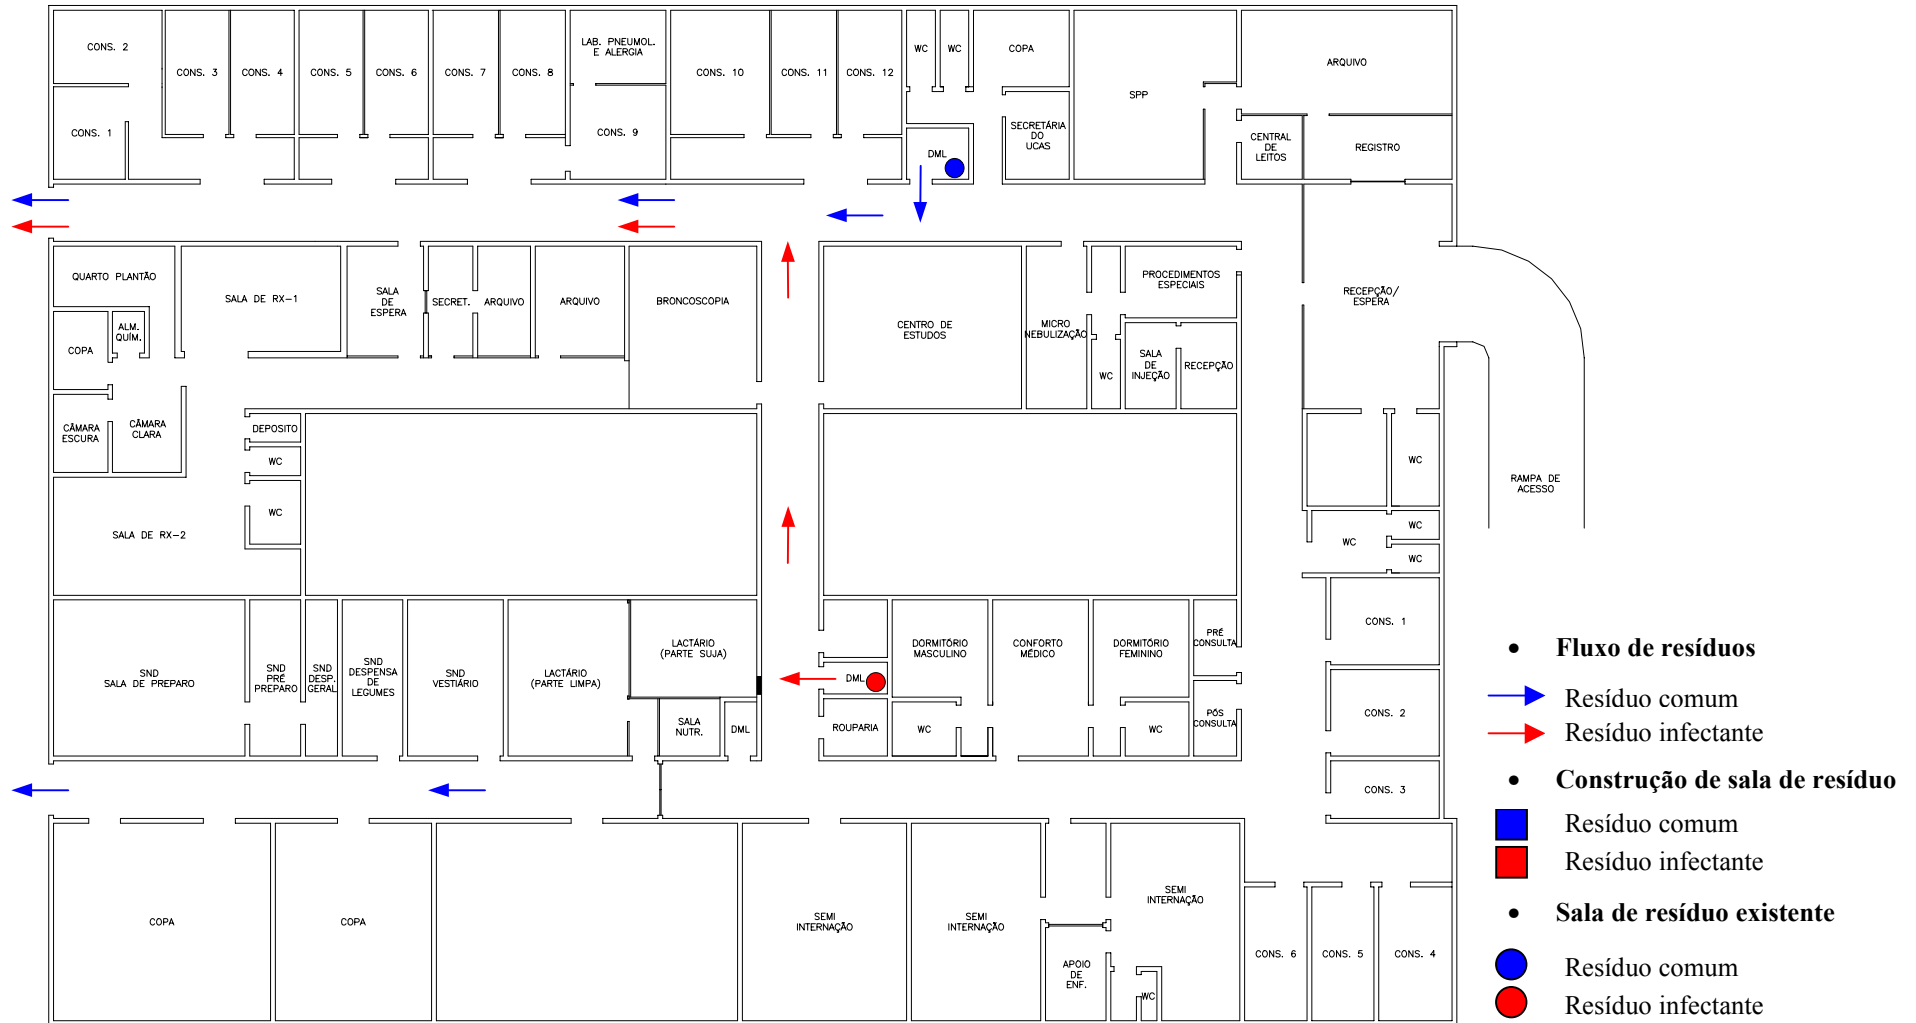 CONS. 2
CONS. 3
CONS. 4
CONS. 5
CONS. 6
CONS. 7
CONS. 8
LAB. PNEUMOL.
E ALERGIA
CONS. 10
CONS. 11
CONS. 12
WC
WC
COPA
SPP
ARQUIVO
CONS. 1
CONS. 9
DML
SECRETÁRIA
DO
UCAS
CENTRAL
DE
LEITOS
REGISTRO
QUARTO PLANTÃO
SALA DE RX-1
SALA
DE
ESPERA
SECRET.
ARQUIVO
ARQUIVO
BRONCOSCOPIA
CENTRO DE
ESTUDOS
MICRO
NEBULIZAÇÃO
PROCEDIMENTOS
ESPECIAIS
RECEPÇÃO/
ESPERA
COPA
ALM.
QUÍM.
WC
SALA
DE
INJEÇÃO
RECEPÇÃO
CÂMARA
ESCURA
CÂMARA
CLARA
DEPOSITO
WC
WC
SALA DE RX-2
WC
WC
WC
WC
RAMPA DE
ACESSO
SND
SALA DE PREPARO
SND
PRÉ
PREPARO
SND
DESP.
GERAL
SND
DESPENSA
DE
LEGUMES
SND
VESTIÁRIO
LACTÁRIO
(PARTE LIMPA)
LACTÁRIO
(PARTE SUJA)
SALA
NUTR.
DML
DML
ROUPARIA
DORMITÓRIO
MASCULINO
WC
CONFORTO
MÉDICO
DORMITÓRIO
FEMININO
WC
PRÉ
CONSULTA
PÓS
CONSULTA
CONS. 1
CONS. 2
CONS. 3
COPA
COPA
SEMI
INTERNAÇÃO
SEMI
INTERNAÇÃO
APOIO
DE
ENF.
SEMI
INTERNAÇÃO
WC
CONS. 6
CONS. 5
CONS. 4
• Fluxo de resíduos
Resíduo comum
Resíduo infectante
• Construção de sala de resíduo
Resíduo comum
Resíduo infectante
• Sala de resíduo existente
Resíduo comum
Resíduo infectante